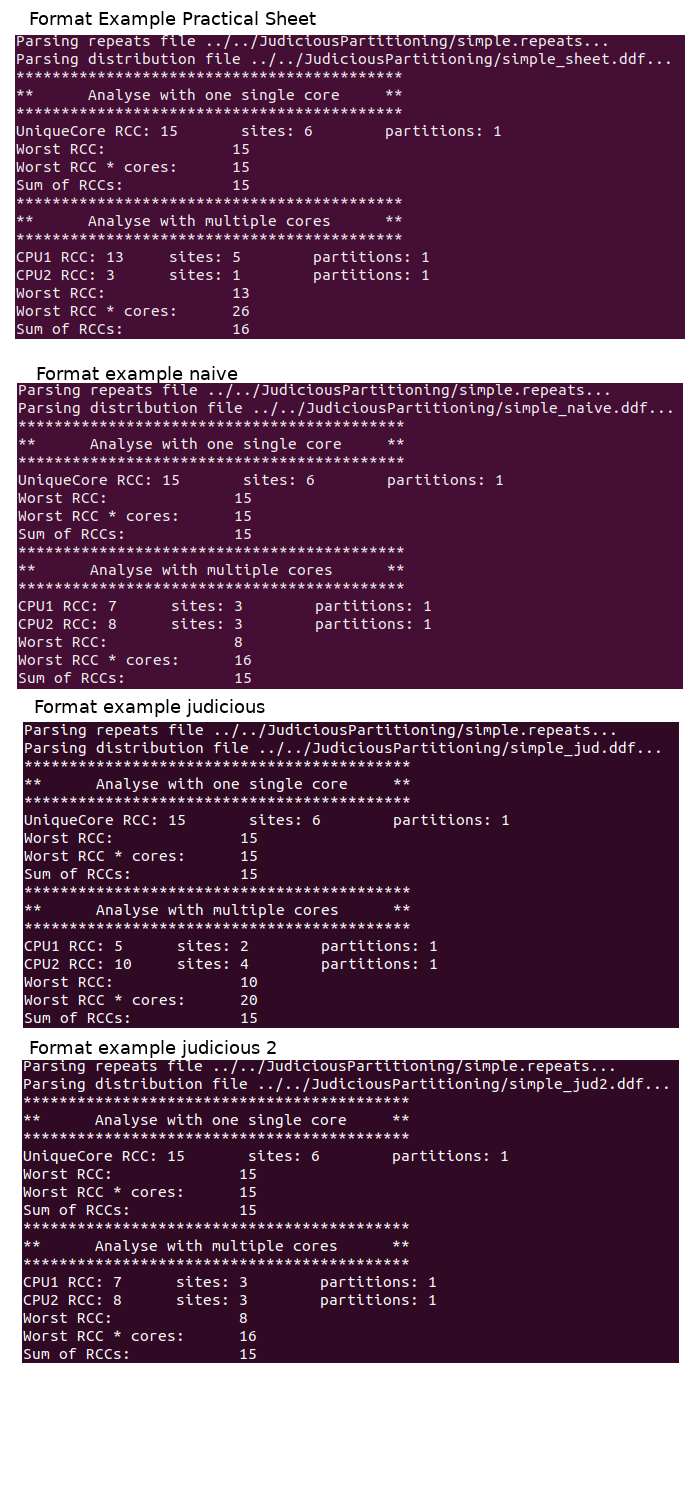 Format Example Practical Sheet
Parsing repeats file ../../JudiciousPartitioning/simple.repeats...
Parsing distribution file ../../JudiciousPartitioning/simple_sheet.ddf...
*******************************************
**      Analyse with one single core     **
*******************************************
UniqueCore RCC: 15       sites: 6        partitions: 1
Worst RCC:              15
Worst RCC * cores:      15
Sum of RCCs:            15
*******************************************
**      Analyse with multiple cores      **
*******************************************
CPU1 RCC: 13     sites: 5        partitions: 1
CPU2 RCC: 3      sites: 1        partitions: 1
Worst RCC:              13
Worst RCC * cores:      26
Sum of RCCs:            16
Format example naive
Parsing repeats file ../../JudiciousPartitioning/simple.repeats...
Parsing distribution file ../../JudiciousPartitioning/simple_naive.ddf...
*******************************************
**      Analyse with one single core     **
*******************************************
UniqueCore RCC: 15       sites: 6        partitions: 1
Worst RCC:              15
Worst RCC * cores:      15
Sum of RCCs:            15
*******************************************
**      Analyse with multiple cores      **
*******************************************
CPU1 RCC: 7      sites: 3        partitions: 1
CPU2 RCC: 8      sites: 3        partitions: 1
Worst RCC:              8
Worst RCC * cores:      16
Sum of RCCs:            15
Format example judicious
Parsing repeats file ../../JudiciousPartitioning/simple.repeats...
Parsing distribution file ../../JudiciousPartitioning/simple_jud.ddf...
*******************************************
**      Analyse with one single core     **
*******************************************
UniqueCore RCC: 15       sites: 6        partitions: 1
Worst RCC:              15
Worst RCC * cores:      15
Sum of RCCs:            15
*******************************************
**      Analyse with multiple cores      **
*******************************************
CPU1 RCC: 5      sites: 2        partitions: 1
CPU2 RCC: 10     sites: 4        partitions: 1
Worst RCC:              10
Worst RCC * cores:      20
Sum of RCCs:            15
Format example judicious 2
Parsing repeats file ../../JudiciousPartitioning/simple.repeats...
Parsing distribution file ../../JudiciousPartitioning/simple_jud2.ddf...
*******************************************
**      Analyse with one single core     **
*******************************************
UniqueCore RCC: 15       sites: 6        partitions: 1
Worst RCC:              15
Worst RCC * cores:      15
Sum of RCCs:            15
*******************************************
**      Analyse with multiple cores      **
*******************************************
CPU1 RCC: 7      sites: 3        partitions: 1
CPU2 RCC: 8      sites: 3        partitions: 1
Worst RCC:              8
Worst RCC * cores:      16
Sum of RCCs:            15